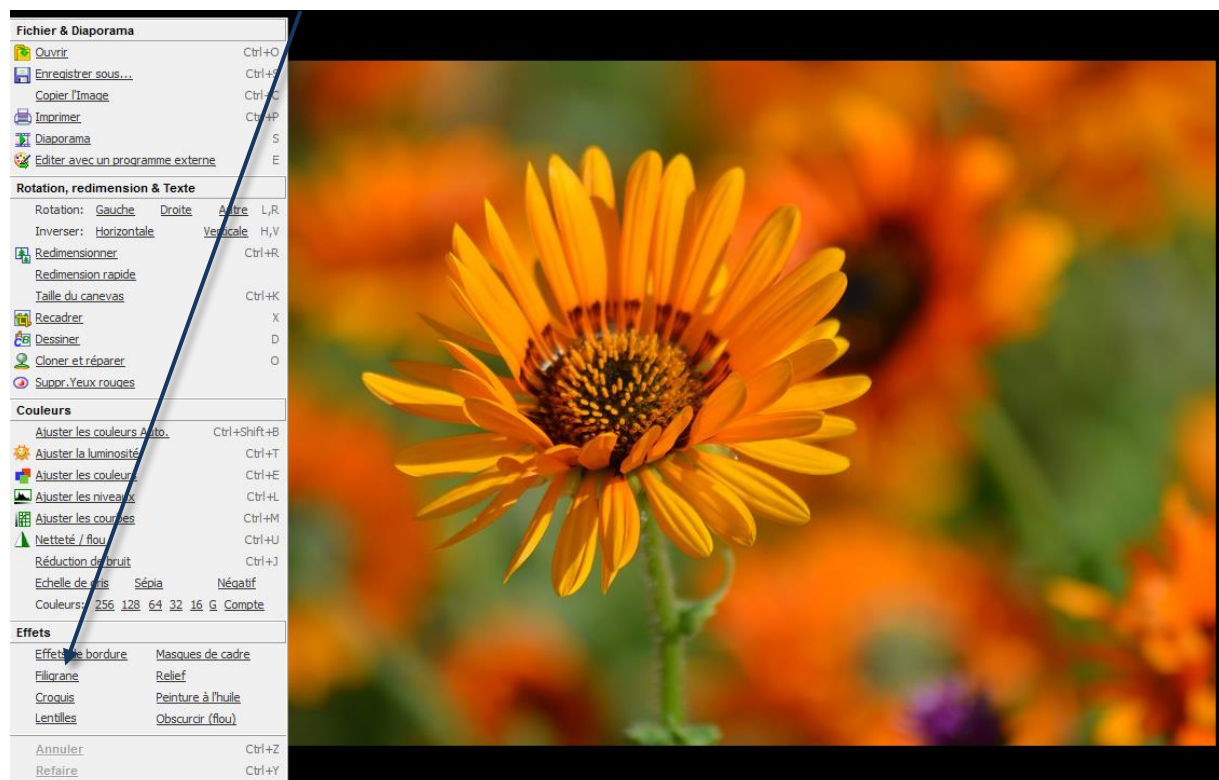 Fichier & Diaporama
Ouvrir Ctrl+O
Enregistrer sous... Ctrl+S
Copier l'Image Ctrl+C
Imprimer Ctrl+P
Diaporama S
Editer avec un programme externe E
Rotation, redimension & Texte
Rotation: Gauche Droite Autre L,R
Inverser: Horizontale Verticale H,V
Redimensionner Ctrl+R
Redimension rapide
Taille du canevas Ctrl+K
Recadrer X
Dessiner D
Cloner et réparer O
Suppr.Yeux rouges
Couleurs
Ajuster les couleurs Auto. Ctrl+Shift+B
Ajuster la luminosité Ctrl+T
Ajuster les couleurs Ctrl+E
Ajuster les niveaux Ctrl+L
Ajuster les courbes Ctrl+M
Netteté / flou Ctrl+U
Réduction de bruit Ctrl+J
Echelle de gris Sépia Négatif
Couleurs: 256 128 64 32 16 G Compte
Effets
Effets de bordure Masques de cadre
Filigrane Relief
Croquis Peinture à l'huile
Lentilles Obscurcir (flou)
Annuler Ctrl+Z
Refaire Ctrl+Y